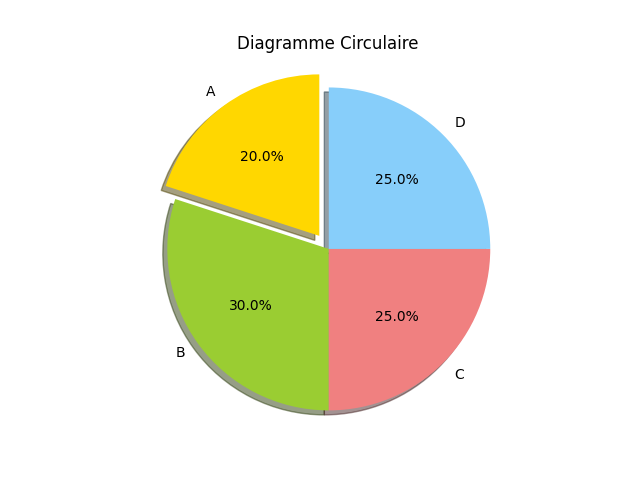 Diagramme Circulaire
A
D
20.0%
25.0%
30.0%
25.0%
B
C